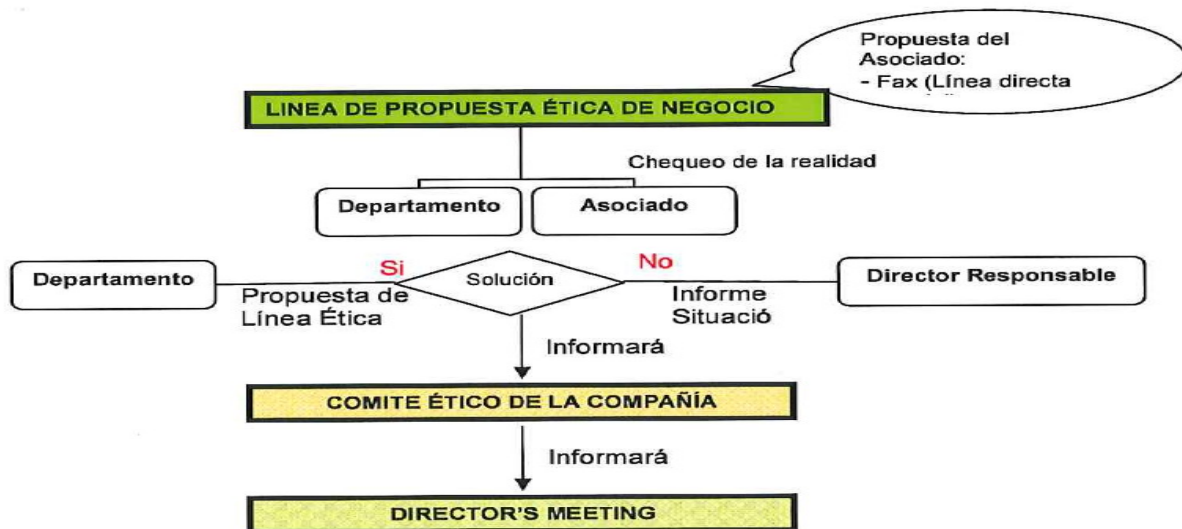 Propuesta del
Asociado:
- Fax (Línea directa
LINEA DE PROPUESTA ÉTICA DE NEGOCIO
Chequeo de la realidad
Departamento
Asociado
Departamento
Si
Solución
No
Director Responsable
Propuesta de
Línea Ética
Informe
Situació
Informará
COMITE ÉTICO DE LA COMPAÑÍA
Informará
DIRECTOR'S MEETING